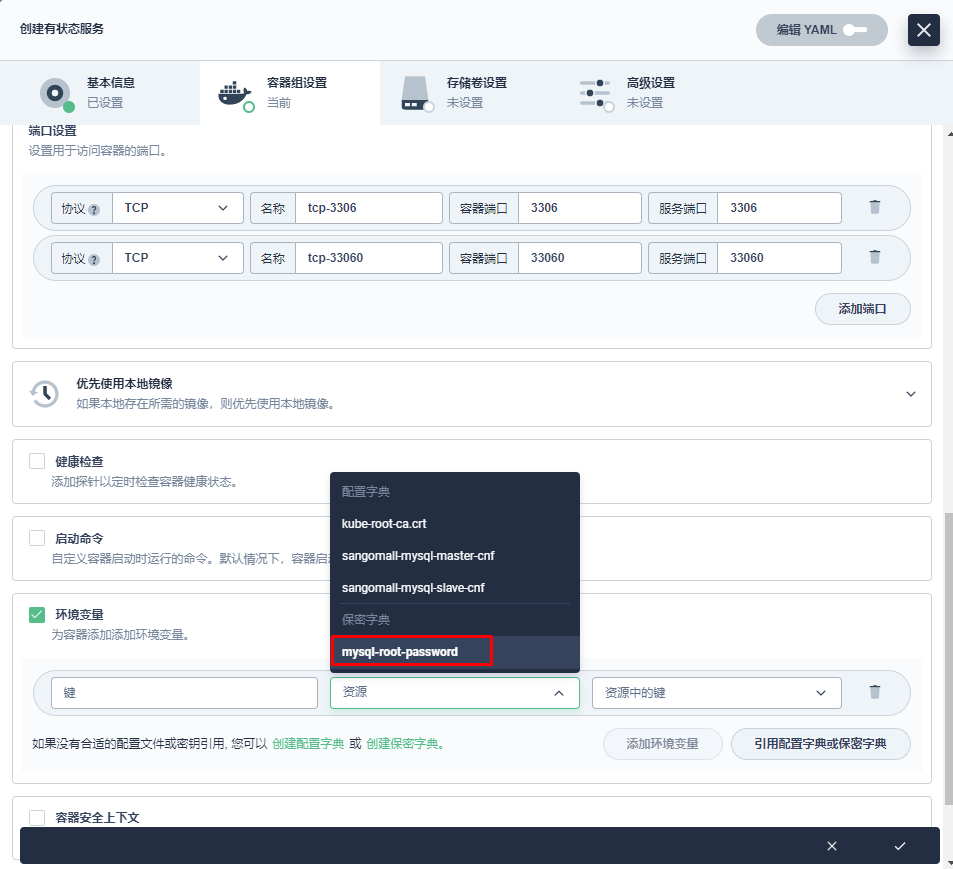 创建有状态服务
编辑 YAML
基本信息
已设置
容器组设置
当前
存储卷设置
未设置
高级设置
未设置
端口设置
设置用于访问容器的端口。
协议 ? TCP 名称 tcp-3306 容器端口 3306 服务端口 3306
协议 ? TCP 名称 tcp-33060 容器端口 33060 服务端口 33060
添加端口
优先使用本地镜像
如果本地存在所需的镜像，则优先使用本地镜像。
健康检查
添加探针以定时检查容器健康状态。
启动命令
自定义容器启动时运行的命令。默认情况下，容器启
配置字典
kube-root-ca.crt
sangomall-mysql-master-cnf
sangomall-mysql-slave-cnf
保密字典
mysql-root-password
环境变量
为容器添加添加环境变量。
键 资源 资源中的键
如果没有合适的配置文件或密钥引用, 您可以 创建配置字典 或 创建保密字典。
添加环境变量 引用配置字典或保密字典
容器安全上下文